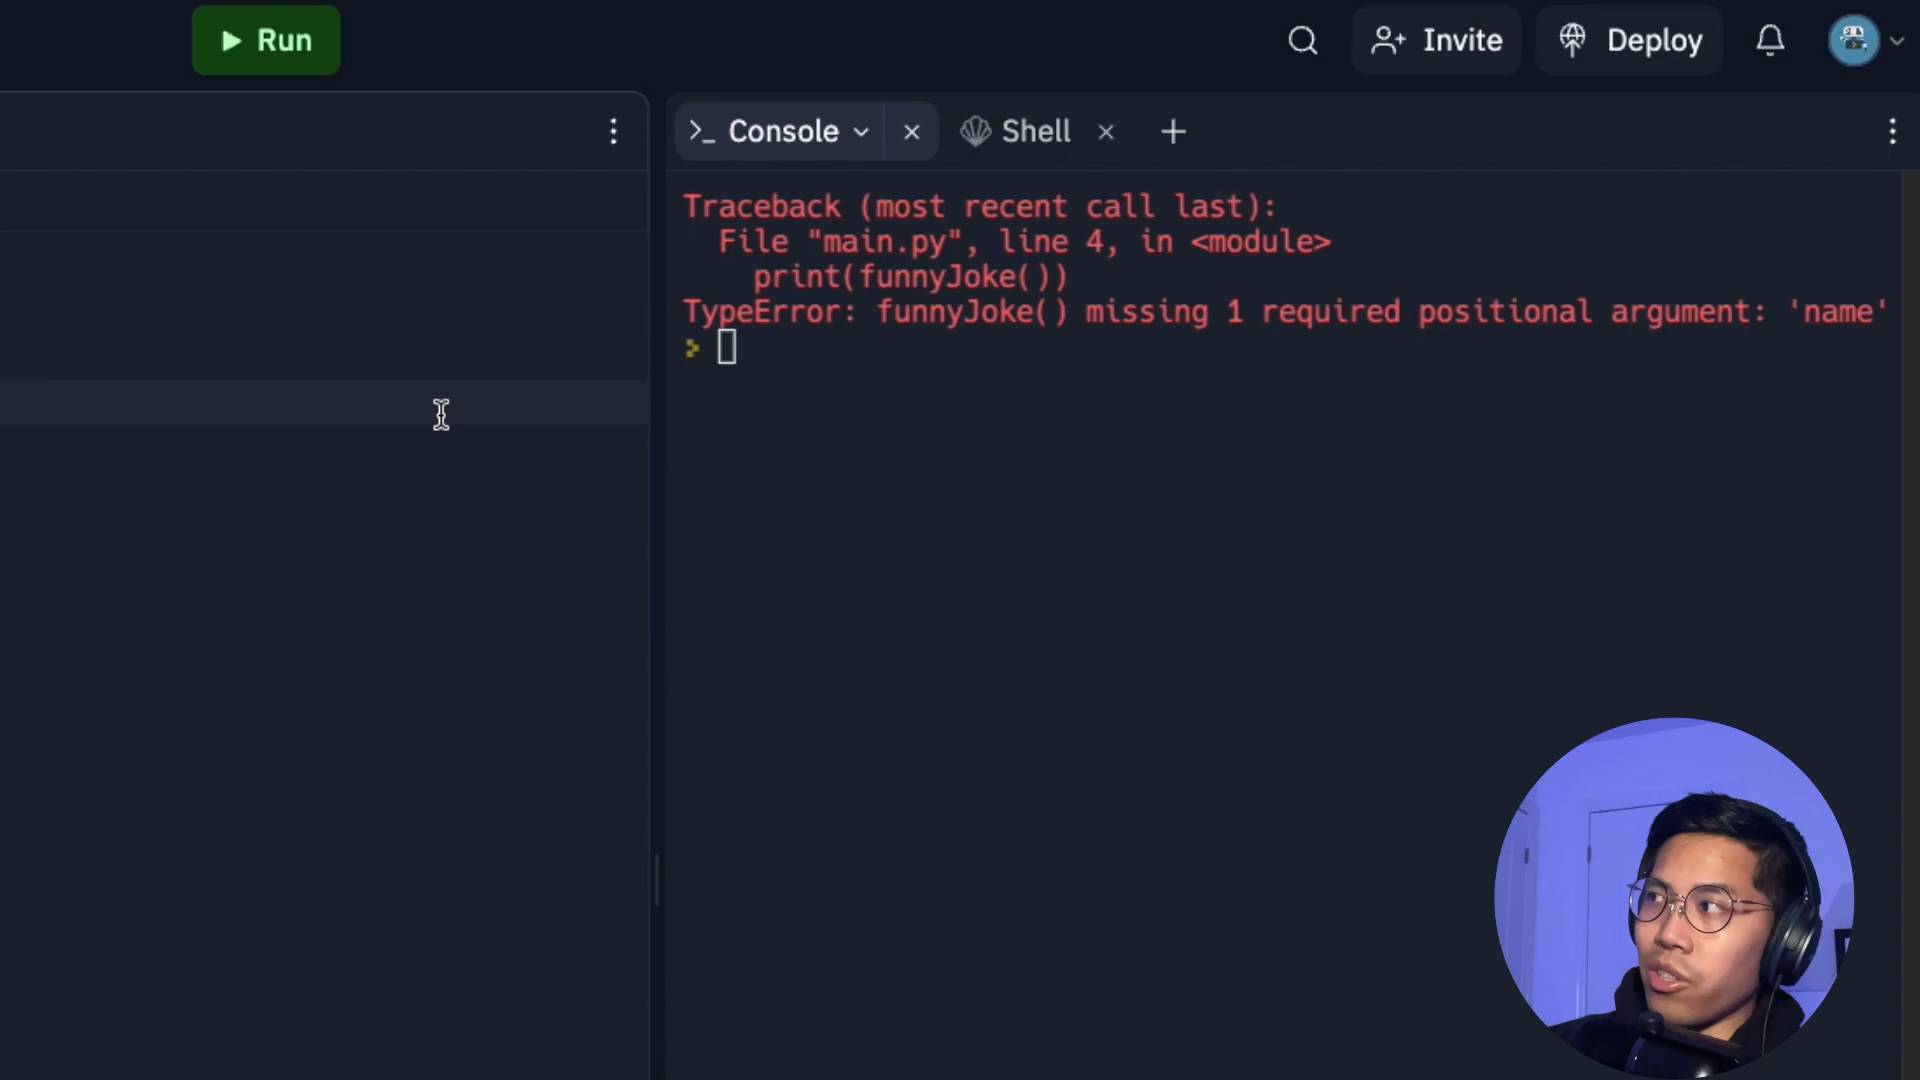 Run
Invite
Deploy
Console
Shell
Traceback (most recent call last):
File "main.py", line 4, in <module>
print(funnyJoke())
TypeError: funnyJoke() missing 1 required positional argument: 'name'